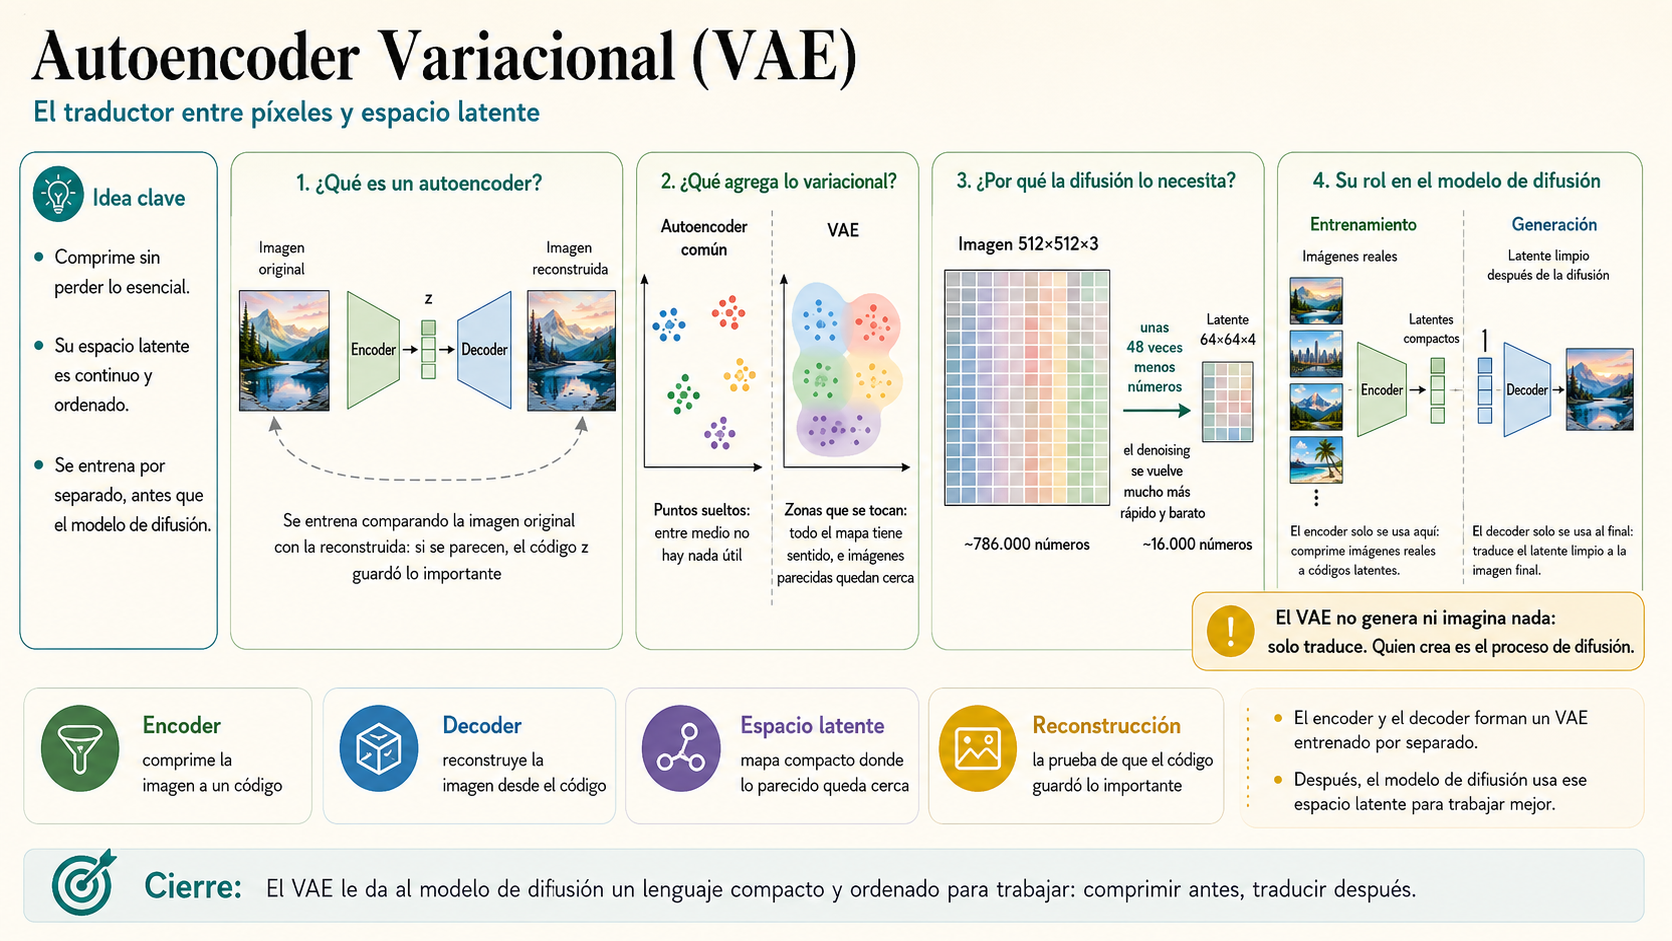 Autoencoder Variacional (VAE)
El traductor entre píxeles y espacio latente
Idea clave
Comprime sin
perder lo esencial.
Su espacio latente
es continuo y
ordenado.
Se entrena por
separado, antes que
el modelo de difusión.
1. ¿Qué es un autoencoder?
Imagen
original
Encoder
z
Decoder
Imagen
reconstruida
Se entrena comparando la imagen original
con la reconstruida: si se parecen, el código z
guardó lo importante
2. ¿Qué agrega lo variacional?
Autoencoder
común
Puntos sueltos:
entre medio no
hay nada útil
VAE
Zonas que se tocan:
todo el mapa tiene
sentido, e imágenes
parecidas quedan cerca
3. ¿Por qué la difusión lo necesita?
Imagen 512×512×3
unas
48 veces
menos
números
Latente
64×64×4
el denoising
se vuelve
mucho más
rápido y barato
~786.000 números
~16.000 números
4. Su rol en el modelo de difusión
Entrenamiento
Imágenes reales
Encoder
Latentes
compactos
El encoder solo se usa aquí:
comprime imágenes reales
a códigos latentes.
Generación
Latente limpio
después de la difusión
Decoder
El decoder solo se usa al final:
traduce el latente limpio a la
imagen final.
El VAE no genera ni imagina nada:
solo traduce. Quien crea es el proceso de difusión.
Encoder
comprime la
imagen a un código
Decoder
reconstruye la
imagen desde el código
Espacio latente
mapa compacto donde
lo parecido queda cerca
Reconstrucción
la prueba de que el código
guardó lo importante
El encoder y el decoder forman un VAE
entrenado por separado.
Después, el modelo de difusión usa ese
espacio latente para trabajar mejor.
Cierre: El VAE le da al modelo de difusión un lenguaje compacto y ordenado para trabajar: comprimir antes, traducir después.